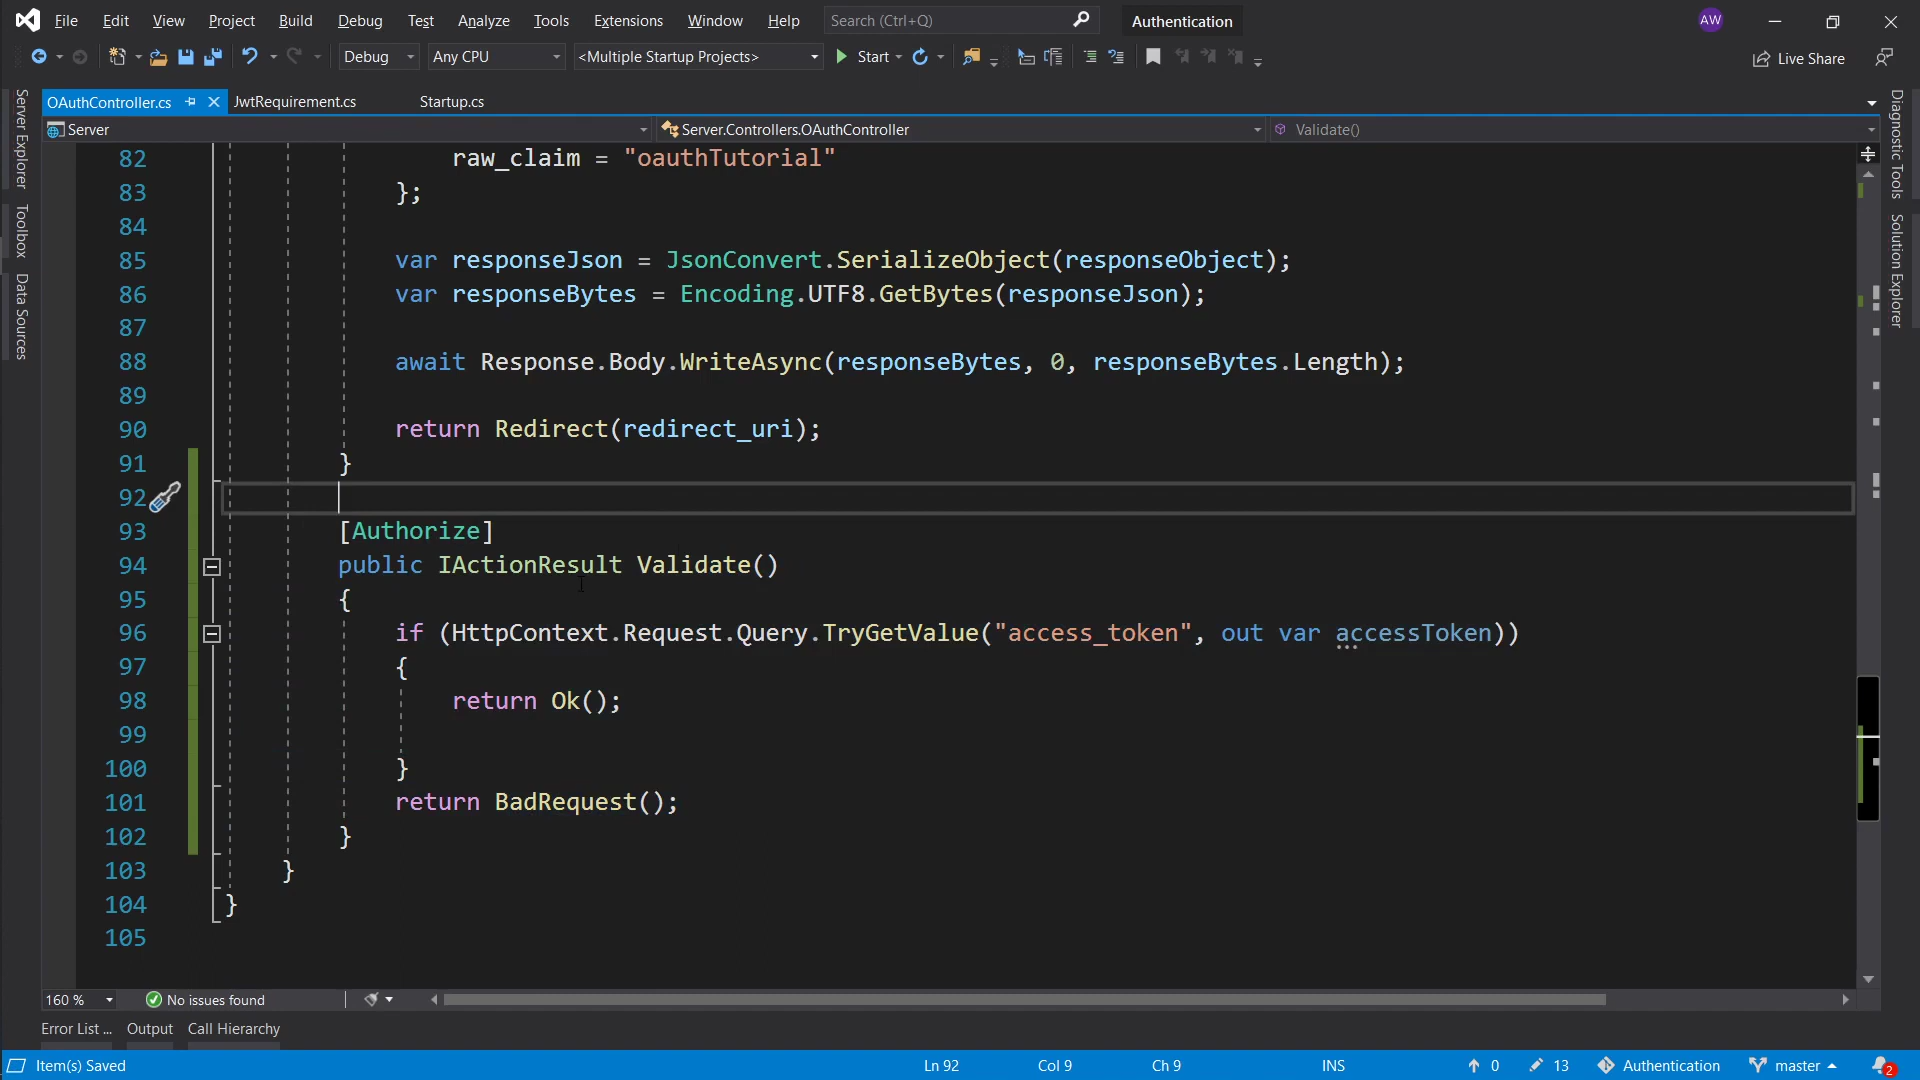 File Edit View Project Build Debug Test Analyze Tools Extensions Window Help Search (Ctrl+Q) Authentication AW
Debug Any CPU <Multiple Startup Projects> Start Live Share
OAuthController.cs JwtRequirement.cs Startup.cs
Server Server.Controllers.OAuthController Validate()
Server Explorer
Toolbox
Data Sources
Diagnostic Tools
Solution Explorer
82 raw_claim = "oauthTutorial"
83 };
84
85 var responseJson = JsonConvert.SerializeObject(responseObject);
86 var responseBytes = Encoding.UTF8.GetBytes(responseJson);
87
88 await Response.Body.WriteAsync(responseBytes, 0, responseBytes.Length);
89
90 return Redirect(redirect_uri);
91 }
92
93 [Authorize]
94 public IActionResult Validate()
95 {
96 if (HttpContext.Request.Query.TryGetValue("access_token", out var accessToken))
97 {
98 return Ok();
99
100 }
101 return BadRequest();
102 }
103 }
104 }
105
160 % No issues found
Error List ... Output Call Hierarchy
Item(s) Saved Ln 92 Col 9 Ch 9 INS 0 13 Authentication master 2